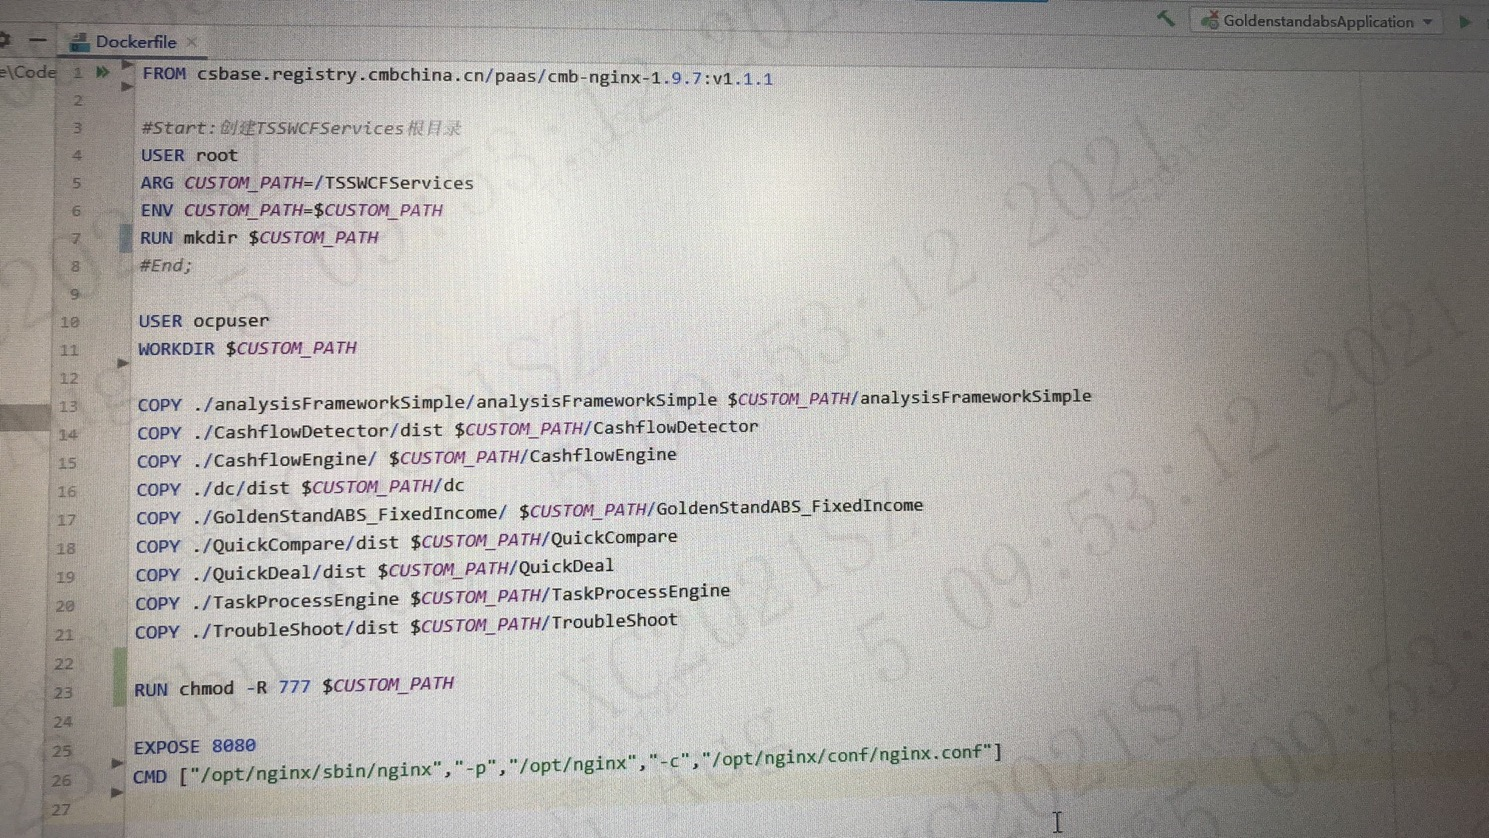 GoldenstandabsApplication
Dockerfile
e\Code
1 FROM csbase.registry.cmbchina.cn/paas/cmb-nginx-1.9.7:v1.1.1
2
3 #Start:创建TSSWCFServices根目录
4 USER root
5 ARG CUSTOM_PATH=/TSSWCFServices
6 ENV CUSTOM_PATH=$CUSTOM_PATH
7 RUN mkdir $CUSTOM_PATH
8 #End;
9
10 USER ocpuser
11 WORKDIR $CUSTOM_PATH
12
13 COPY ./analysisFrameworkSimple/analysisFrameworkSimple $CUSTOM_PATH/analysisFrameworkSimple
14 COPY ./CashflowDetector/dist $CUSTOM_PATH/CashflowDetector
15 COPY ./CashflowEngine/ $CUSTOM_PATH/CashflowEngine
16 COPY ./dc/dist $CUSTOM_PATH/dc
17 COPY ./GoldenStandABS_FixedIncome/ $CUSTOM_PATH/GoldenStandABS_FixedIncome
18 COPY ./QuickCompare/dist $CUSTOM_PATH/QuickCompare
19 COPY ./QuickDeal/dist $CUSTOM_PATH/QuickDeal
20 COPY ./TaskProcessEngine $CUSTOM_PATH/TaskProcessEngine
21 COPY ./TroubleShoot/dist $CUSTOM_PATH/TroubleShoot
22
23 RUN chmod -R 777 $CUSTOM_PATH
24
25 EXPOSE 8080
26 CMD ["/opt/nginx/sbin/nginx","-p","/opt/nginx","-c","/opt/nginx/conf/nginx.conf"]
27